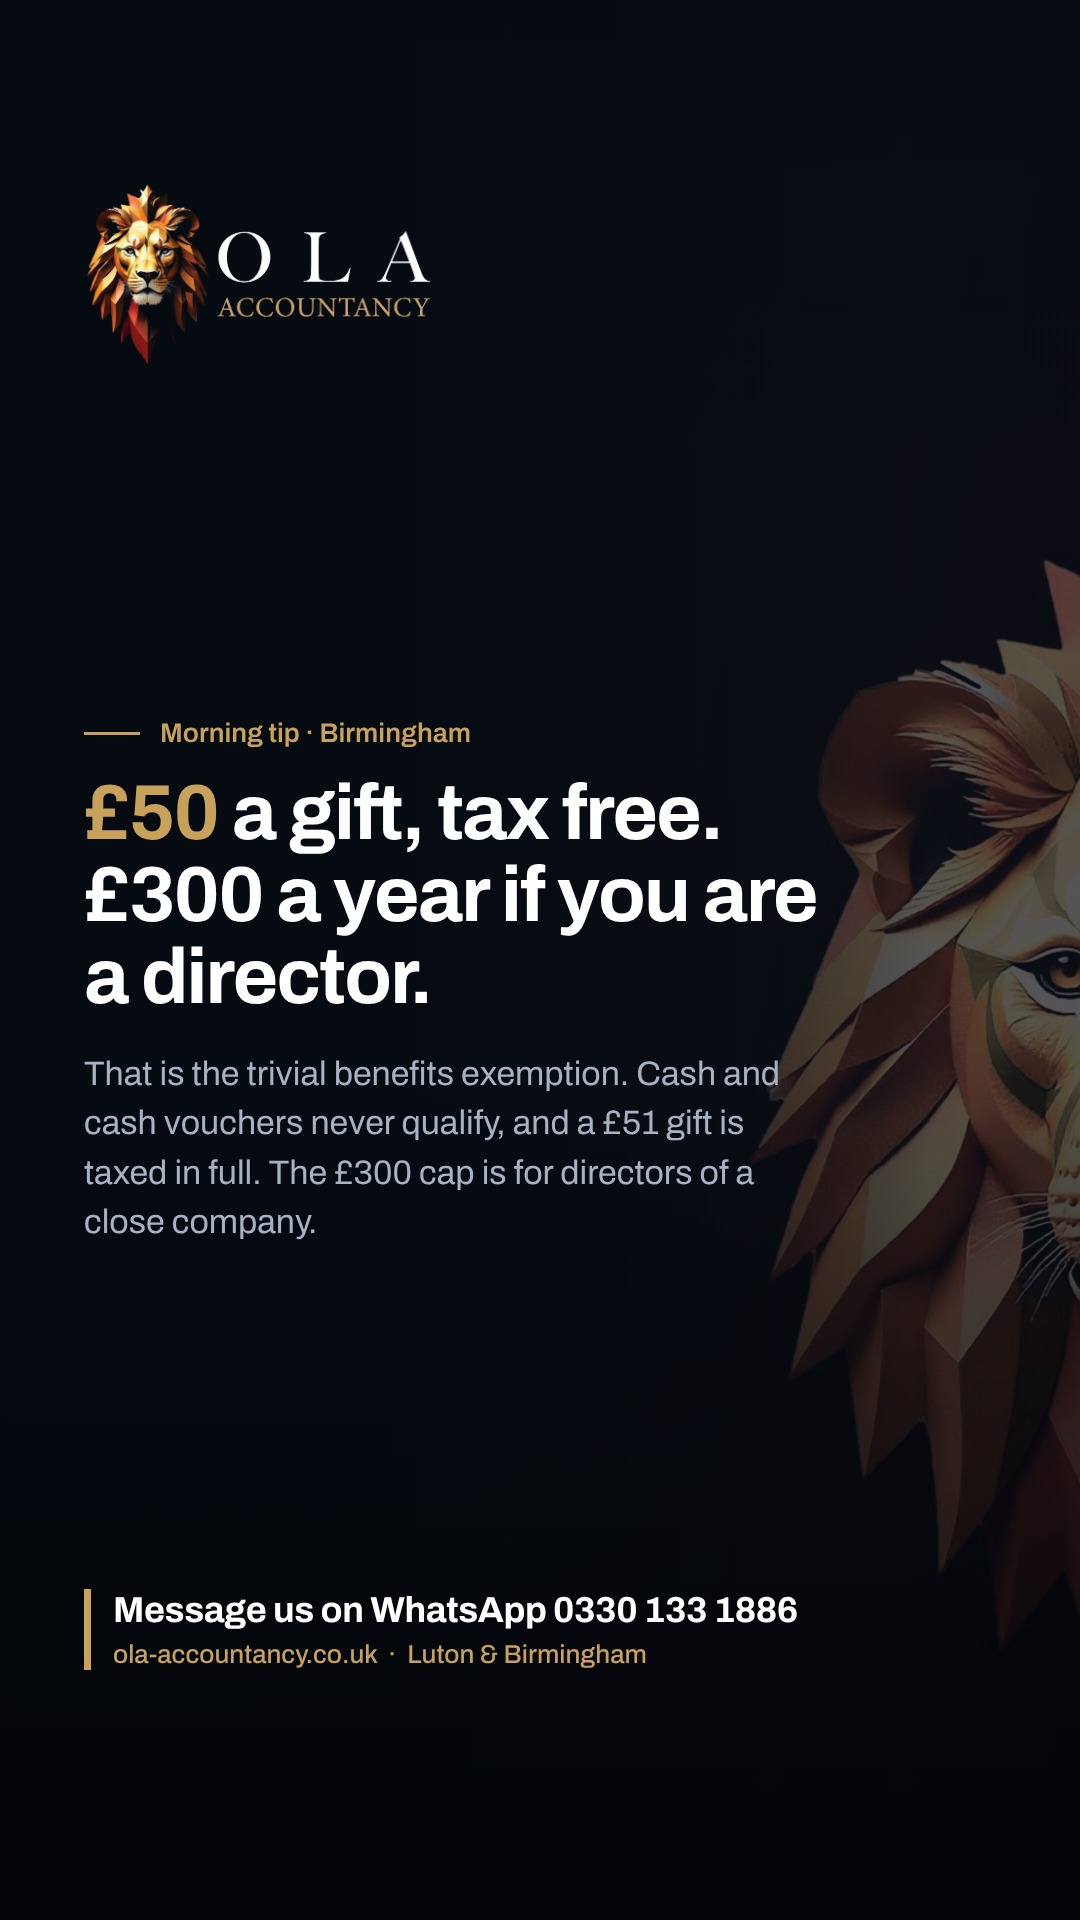 OLA
ACCOUNTANCY
Morning tip · Birmingham
£50 a gift, tax free.
£300 a year if you are
a director.
That is the trivial benefits exemption. Cash and
cash vouchers never qualify, and a £51 gift is
taxed in full. The £300 cap is for directors of a
close company.
Message us on WhatsApp 0330 133 1886
ola-accountancy.co.uk · Luton & Birmingham